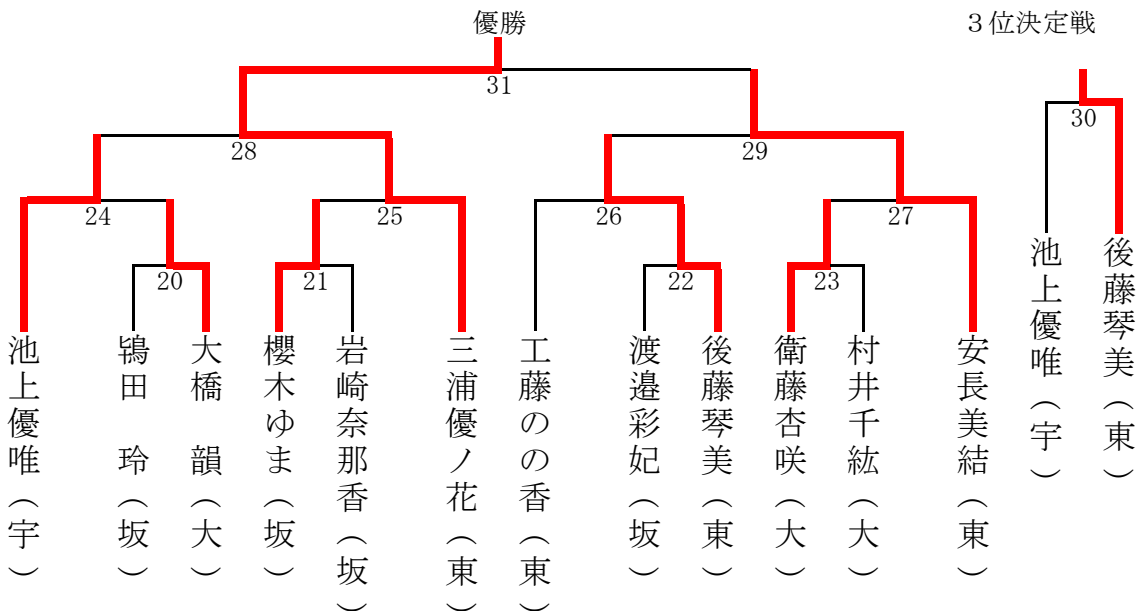 優勝
3位決定戦
31
30
28
29
24
25
26
27
20
21
22
23
池上優唯（宇）
鴇田　玲（坂）
大橋　韻（大）
櫻木ゆま（坂）
岩崎奈那香（坂）
三浦優ノ花（東）
工藤のの香（東）
渡邉彩妃（坂）
後藤琴美（東）
衛藤杏咲（大）
村井千紘（大）
安長美結（東）
池上優唯（宇）
後藤琴美（東）